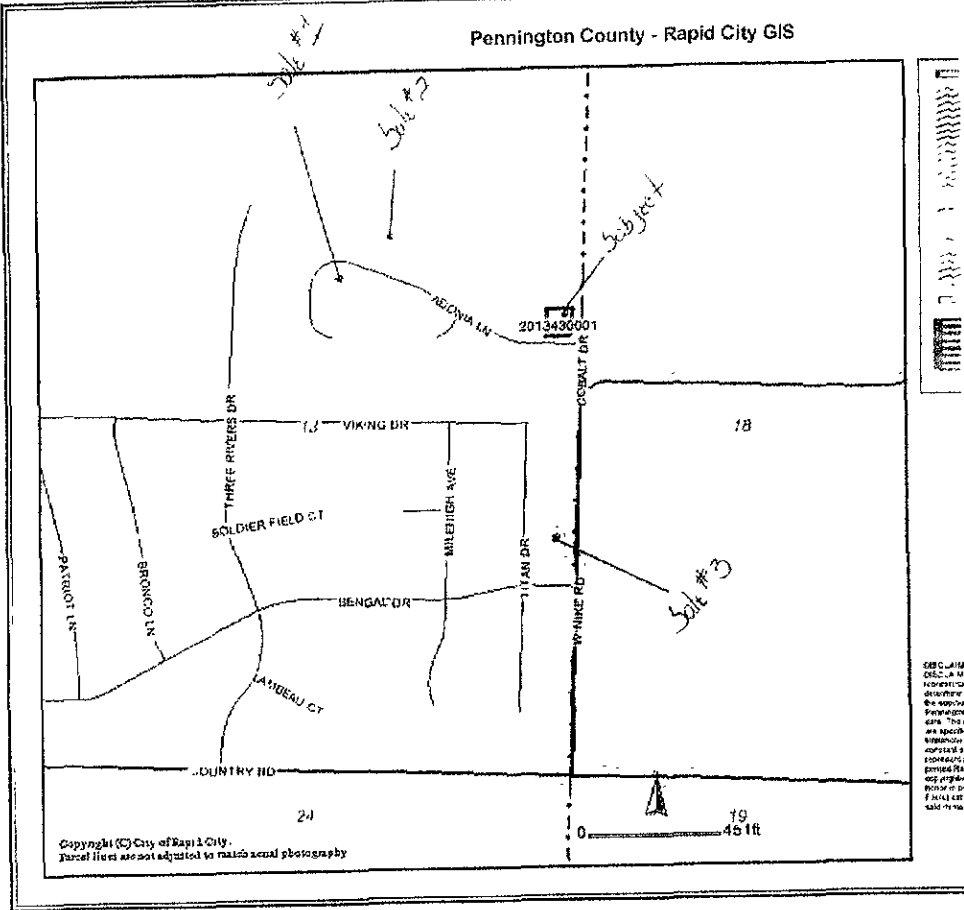 Pennington County - Rapid City GIS
Sale #1
Sale #2
Subject
ADONIA LN
2013430001
COBALT DR
THREE RIVERS DR
13
VIKING DR
18
SOLDIER FIELD CT
MILEHIGH AVE
TITAN DR
PATRIOT LN
BRONCO LN
BENGAL DR
W NIKE RD
Sale #3
LAMBEAU CT
COUNTRY RD
24
19
0 451ft
Copyright (C) City of Rapid City.
Parcel lines are not adjusted to match actual photography